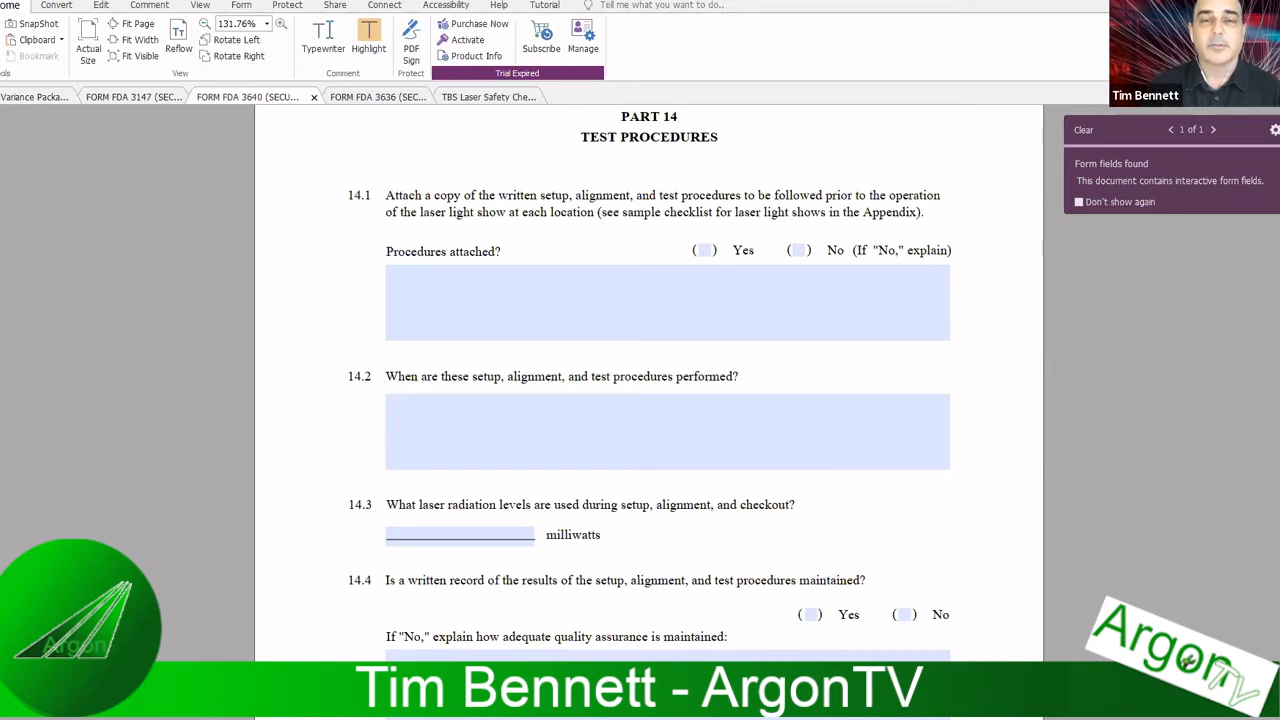 ome Convert Edit Comment View Form Protect Share Connect Accessibility Help Tutorial Tell me what you want to do...
SnapShot Fit Page 131.76% Purchase Now
Clipboard Fit Width Rotate Left Activate
Bookmark Actual Size Fit Visible Reflow Rotate Right Typewriter Highlight PDF Sign Product Info Subscribe Manage
ols View Comment Protect Trial Expired
Tim Bennett
Variance Packa... FORM FDA 3147 (SEC... FORM FDA 3640 (SECU... × FORM FDA 3636 (SEC... TBS Laser Safety Che...
Clear < 1 of 1 >
Form fields found
This document contains interactive form fields.
Don't show again
PART 14
TEST PROCEDURES
14.1 Attach a copy of the written setup, alignment, and test procedures to be followed prior to the operation
of the laser light show at each location (see sample checklist for laser light shows in the Appendix).
Procedures attached? ( ) Yes ( ) No (If "No," explain)
14.2 When are these setup, alignment, and test procedures performed?
14.3 What laser radiation levels are used during setup, alignment, and checkout?
milliwatts
14.4 Is a written record of the results of the setup, alignment, and test procedures maintained?
( ) Yes ( ) No
If "No," explain how adequate quality assurance is maintained:
Argon
Tim Bennett - ArgonTV
Argon TV